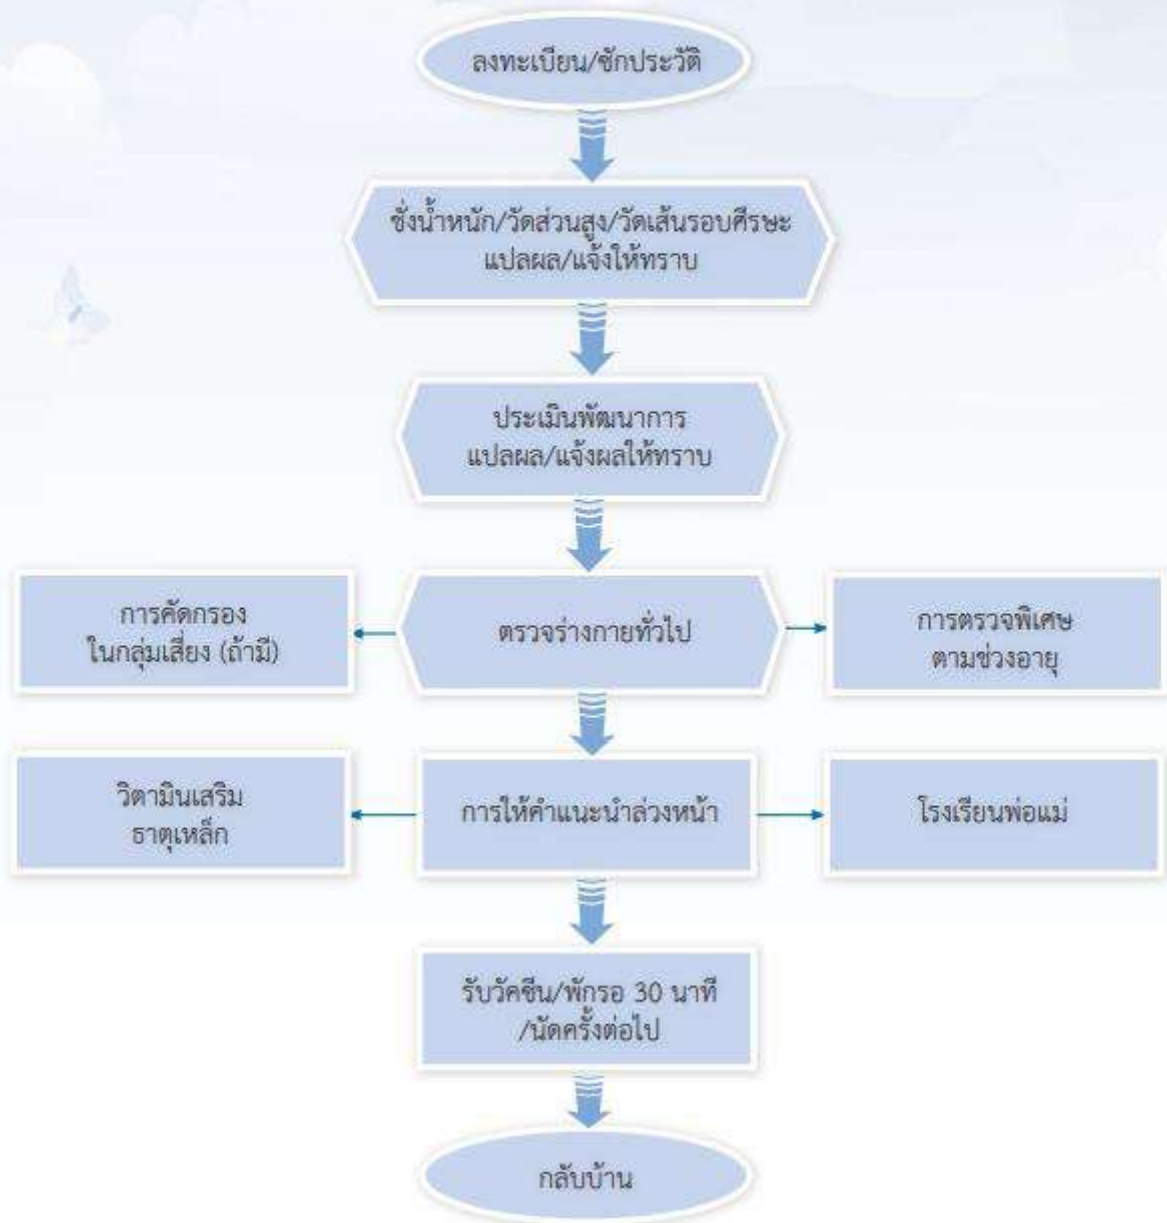 ลงทะเบียน/ซักประวัติ
ชั่งน้ำหนัก/วัดส่วนสูง/วัดเส้นรอบศีรษะ
แปลผล/แจ้งให้ทราบ
ประเมินพัฒนาการ
แปลผล/แจ้งผลให้ทราบ
การคัดกรอง
ในกลุ่มเสี่ยง (ถ้ามี)
ตรวจร่างกายทั่วไป
การตรวจพิเศษ
ตามช่วงอายุ
วิตามินเสริม
ธาตุเหล็ก
การให้คำแนะนำล่วงหน้า
โรงเรียนพ่อแม่
รับวัคซีน/พักรอ 30 นาที
/นัดครั้งต่อไป
กลับบ้าน